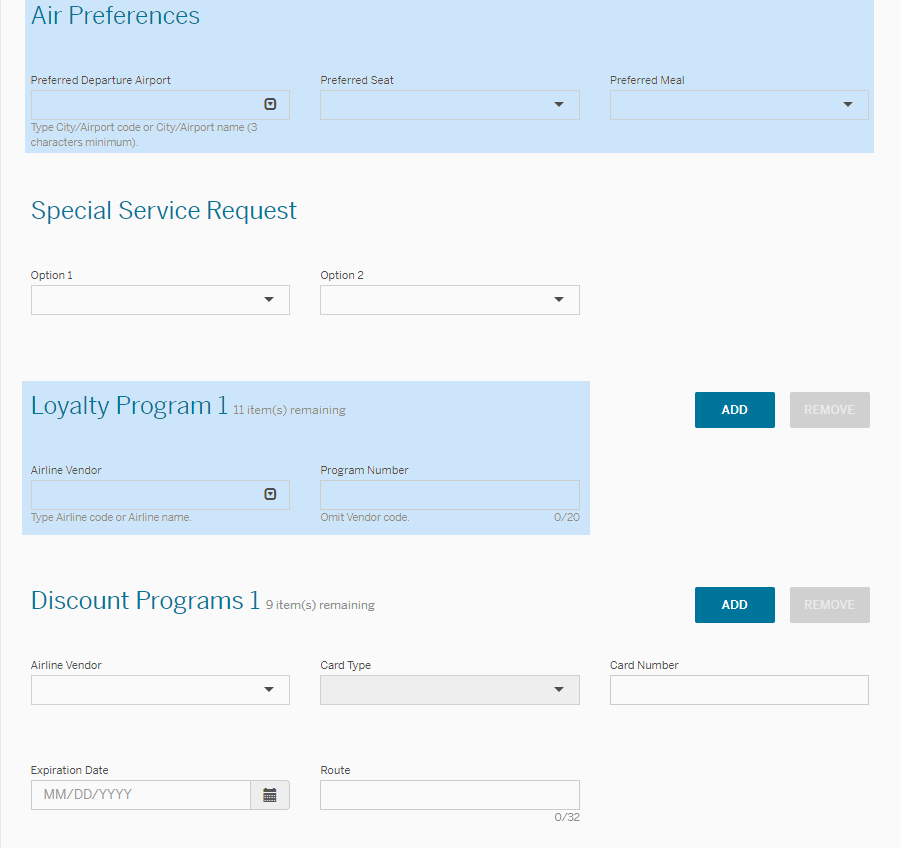 Air Preferences
Preferred Departure Airport
Preferred Seat
Preferred Meal
Type City/Airport code or City/Airport name (3
characters minimum).
Special Service Request
Option 1
Option 2
Loyalty Program 1 11 item(s) remaining
ADD
REMOVE
Airline Vendor
Program Number
Type Airline code or Airline name.
Omit Vendor code.
0/20
Discount Programs 1 9 item(s) remaining
ADD
REMOVE
Airline Vendor
Card Type
Card Number
Expiration Date
Route
MM/DD/YYYY
0/32